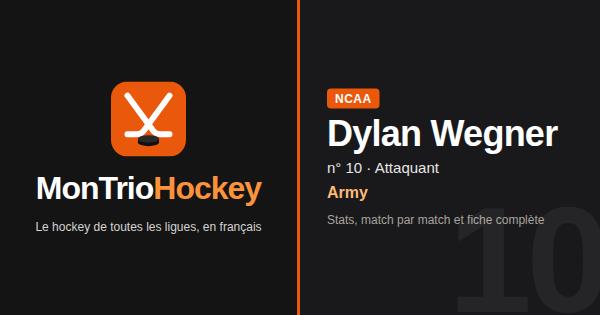 MonTrioHockey
Le hockey de toutes les ligues, en français
NCAA
Dylan Wegner
n° 10 · Attaquant
Army
Stats, match par match et fiche complète
10